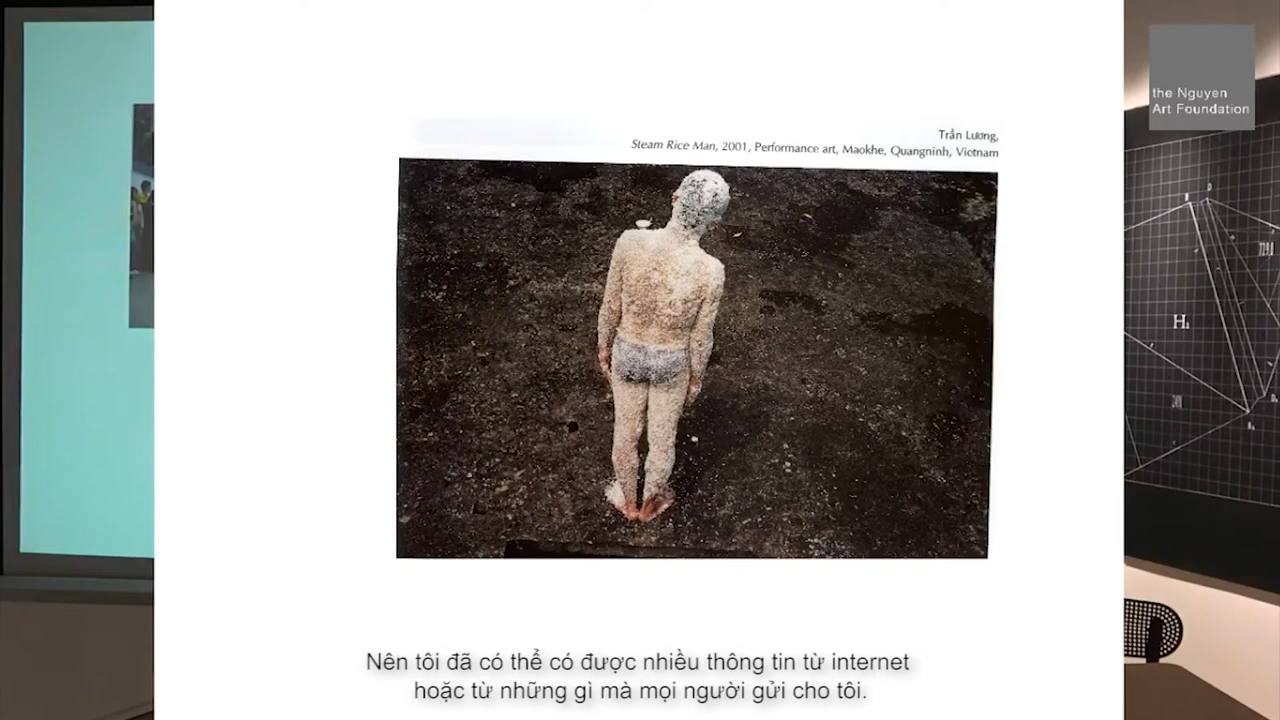 the Nguyen
Art Foundation
Trần Lương,
Steam Rice Man, 2001, Performance art, Maokhe, Quangninh, Vietnam
H
Nên tôi đã có thể có được nhiều thông tin từ internet
hoặc từ những gì mà mọi người gửi cho tôi.